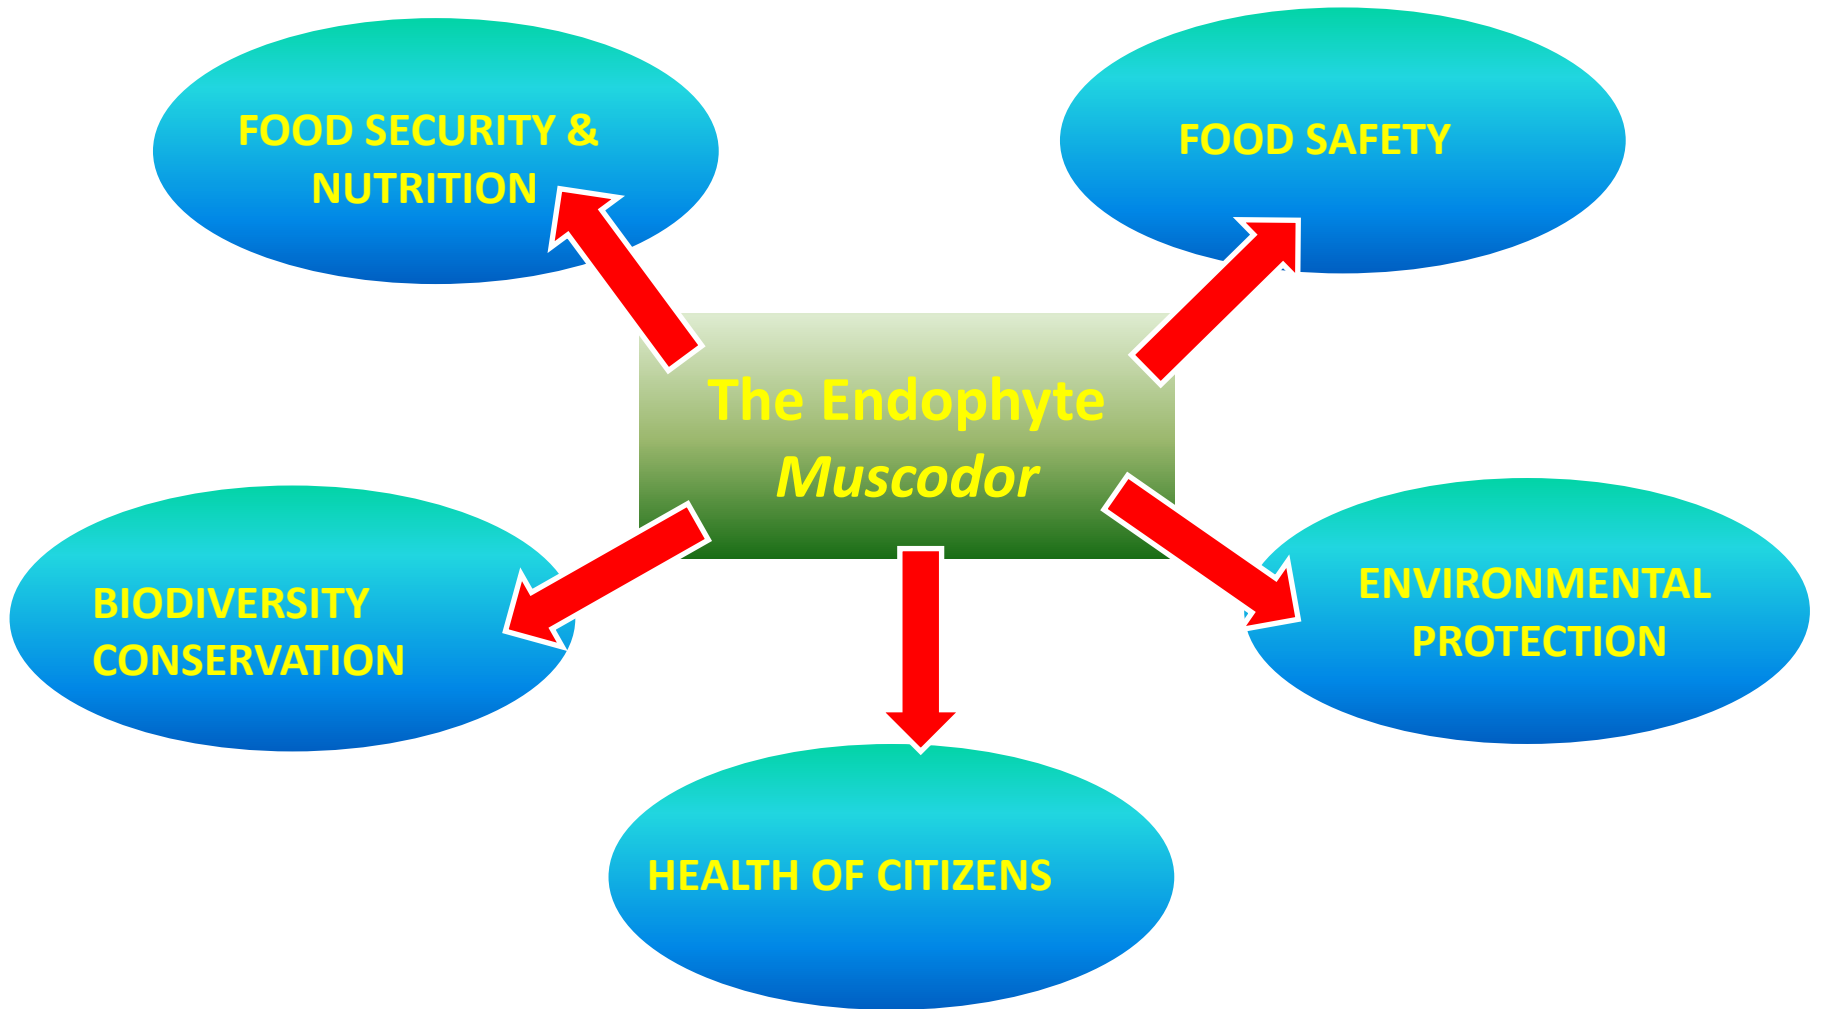 FOOD SECURITY &
NUTRITION
FOOD SAFETY
The Endophyte
Muscodor
BIODIVERSITY
CONSERVATION
ENVIRONMENTAL
PROTECTION
HEALTH OF CITIZENS